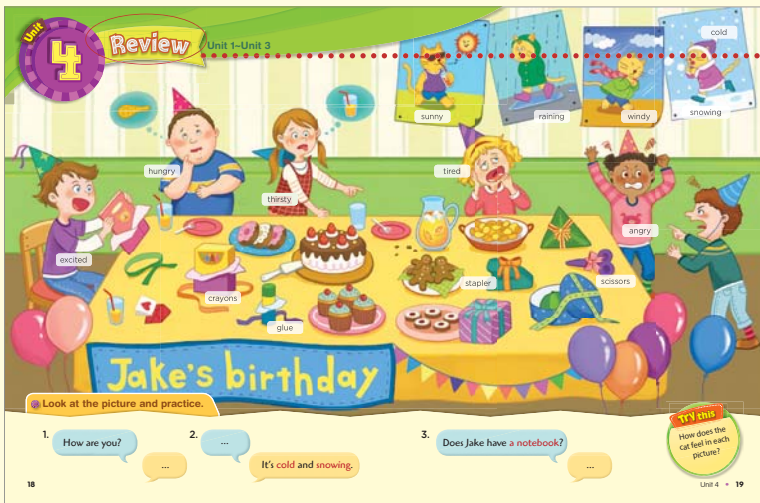 Unit
4
Review
Unit 1–Unit 3
cold
sunny
raining
windy
snowing
hungry
thirsty
tired
angry
excited
crayons
glue
stapler
scissors
Jake's birthday
Look at the picture and practice.
1.
How are you?
...
2.
...
It's cold and snowing.
3.
Does Jake have a notebook?
...
Try this
How does the
cat feel in each
picture?
18
Unit 4 • 19